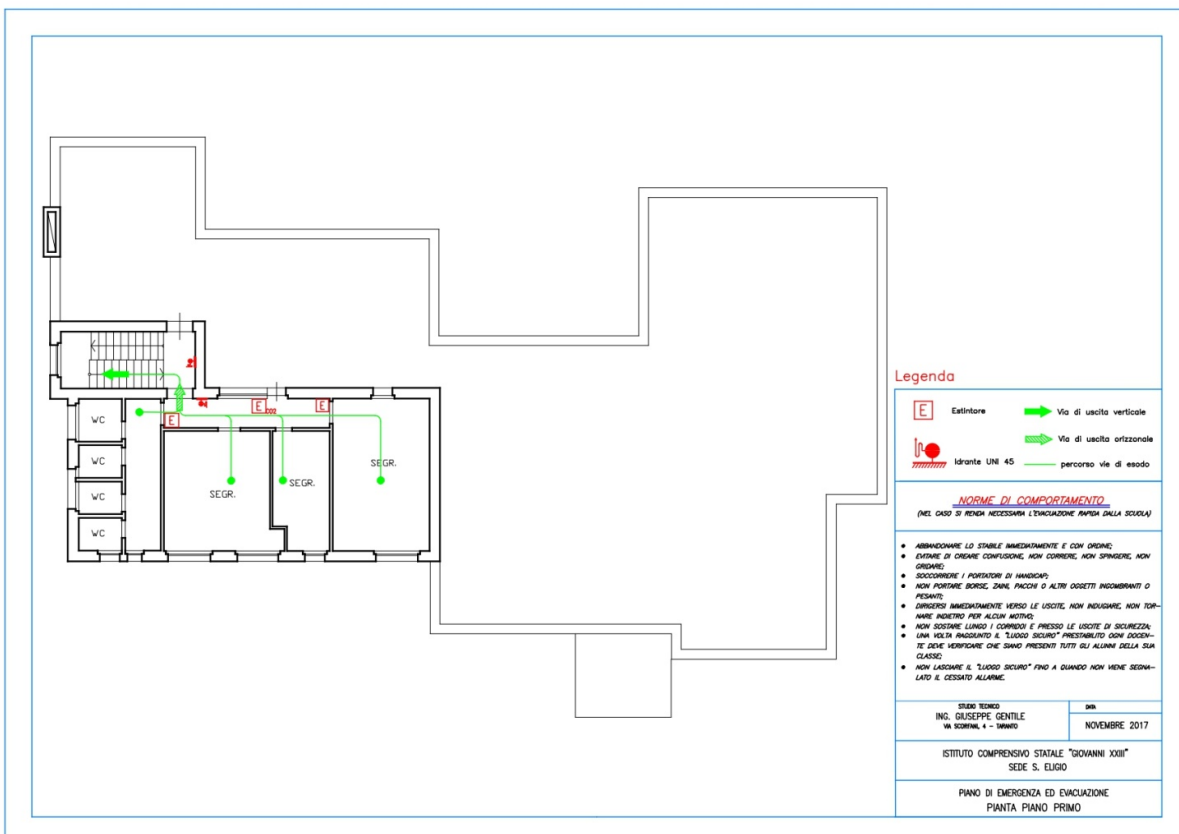 WC
WC
WC
WC
SEGR.
SEGR.
SEGR.
E
E
CO2
E
Legenda
E
Estintore
Via di uscita verticale
Via di uscita orizzonale
Idrante UNI 45
percorso vie di esodo
NORME DI COMPORTAMENTO
(NEL CASO SI RENDA NECESSARIA L'EVACUAZIONE RAPIDA DALLA SCUOLA)
• ABBANDONARE LO STABILE IMMEDIATAMENTE E CON ORDINE;
• EVITARE DI CREARE CONFUSIONE, NON CORRERE, NON SPINGERE, NON
GRIDARE;
• SOCCORRERE I PORTATORI DI HANDICAP;
• NON PORTARE BORSE, ZAINI, PACCHI O ALTRI OGGETTI INGOMBRANTI O
PESANTI;
• DIRIGERSI IMMEDIATAMENTE VERSO LE USCITE, NON INDUGIARE, NON TOR-
NARE INDIETRO PER ALCUN MOTIVO;
• NON SOSTARE LUNGO I CORRIDOI E PRESSO LE USCITE DI SICUREZZA;
• UNA VOLTA RAGGIUNTO IL "LUOGO SICURO" PRESTABILITO OGNI DOCEN-
TE DEVE VERIFICARE CHE SIANO PRESENTI TUTTI GLI ALUNNI DELLA SUA
CLASSE;
• NON LASCIARE IL "LUOGO SICURO" FINO A QUANDO NON VIENE SEGNA-
LATO IL CESSATO ALLARME.
STUDIO TECNICO
ING. GIUSEPPE GENTILE
VIA SCORFANI, 4 - TARANTO
DATA
NOVEMBRE 2017
ISTITUTO COMPRENSIVO STATALE "GIOVANNI XXIII"
SEDE S. ELIGIO
PIANO DI EMERGENZA ED EVACUAZIONE
PIANTA PIANO PRIMO
E